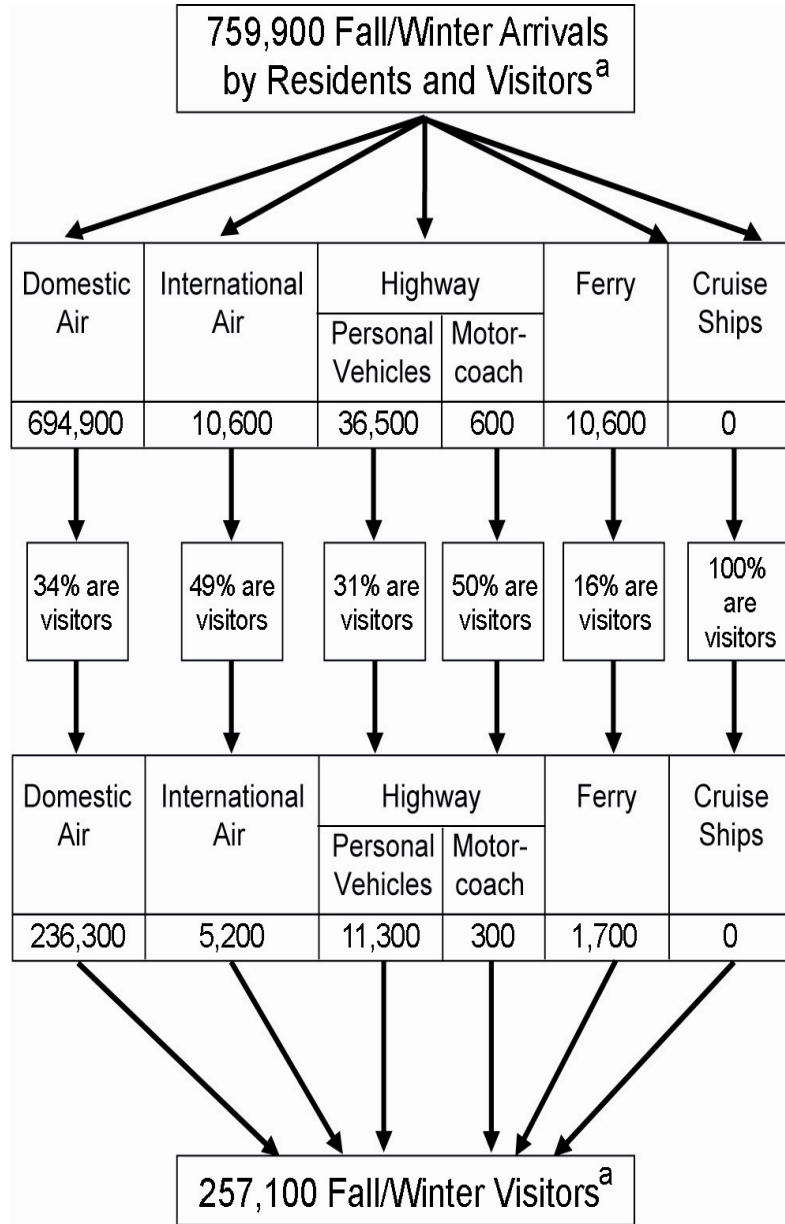 759,900 Fall/Winter Arrivals
by Residents and Visitors^a
Domestic
Air
International
Air
Highway
Personal
Vehicles
Motor-
coach
Ferry
Cruise
Ships
694,900
10,600
36,500
600
10,600
0
34% are
visitors
49% are
visitors
31% are
visitors
50% are
visitors
16% are
visitors
100%
are
visitors
Domestic
Air
International
Air
Highway
Personal
Vehicles
Motor-
coach
Ferry
Cruise
Ships
236,300
5,200
11,300
300
1,700
0
257,100 Fall/Winter Visitors^a